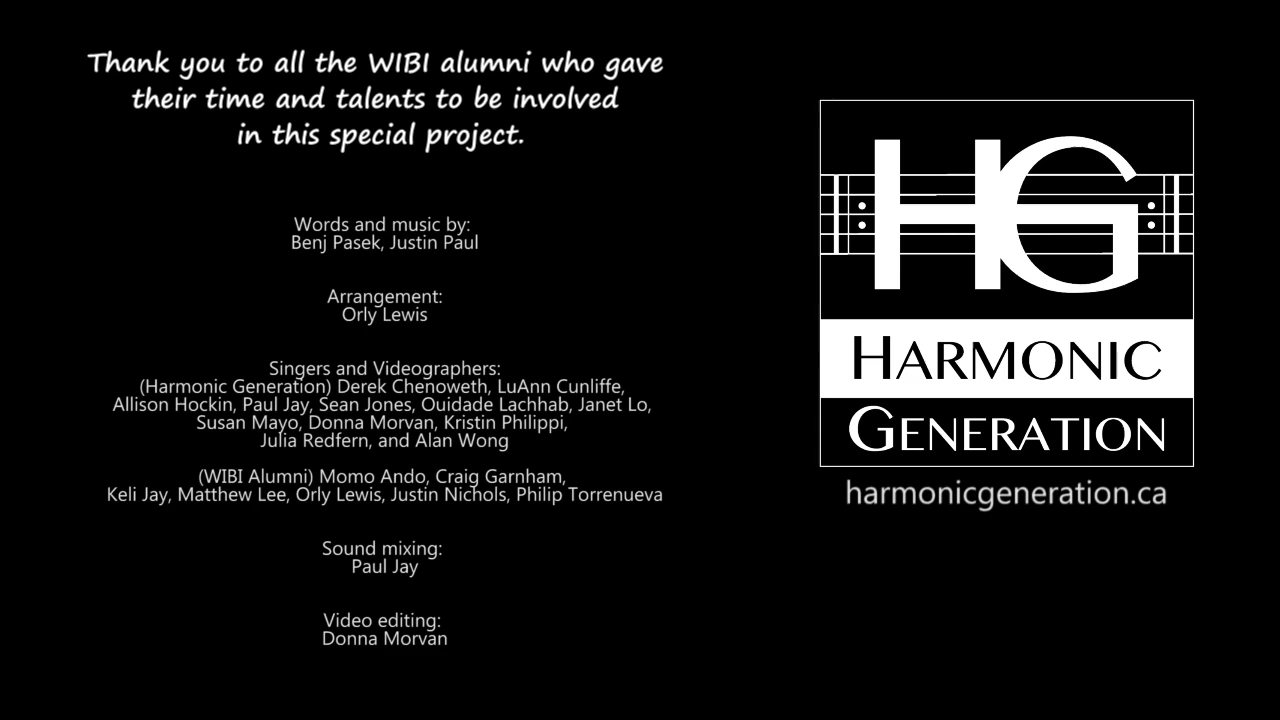 Thank you to all the WIBI alumni who gave
their time and talents to be involved
in this special project.
Words and music by:
Benj Pasek, Justin Paul
Arrangement:
Orly Lewis
Singers and Videographers:
(Harmonic Generation) Derek Chenoweth, LuAnn Cunliffe,
Allison Hockin, Paul Jay, Sean Jones, Ouidade Lachhab, Janet Lo,
Susan Mayo, Donna Morvan, Kristin Philippi,
Julia Redfern, and Alan Wong
(WIBI Alumni) Momo Ando, Craig Garnham,
Keli Jay, Matthew Lee, Orly Lewis, Justin Nichols, Philip Torrenueva
Sound mixing:
Paul Jay
Video editing:
Donna Morvan
HG
HARMONIC
GENERATION
harmonicgeneration.ca